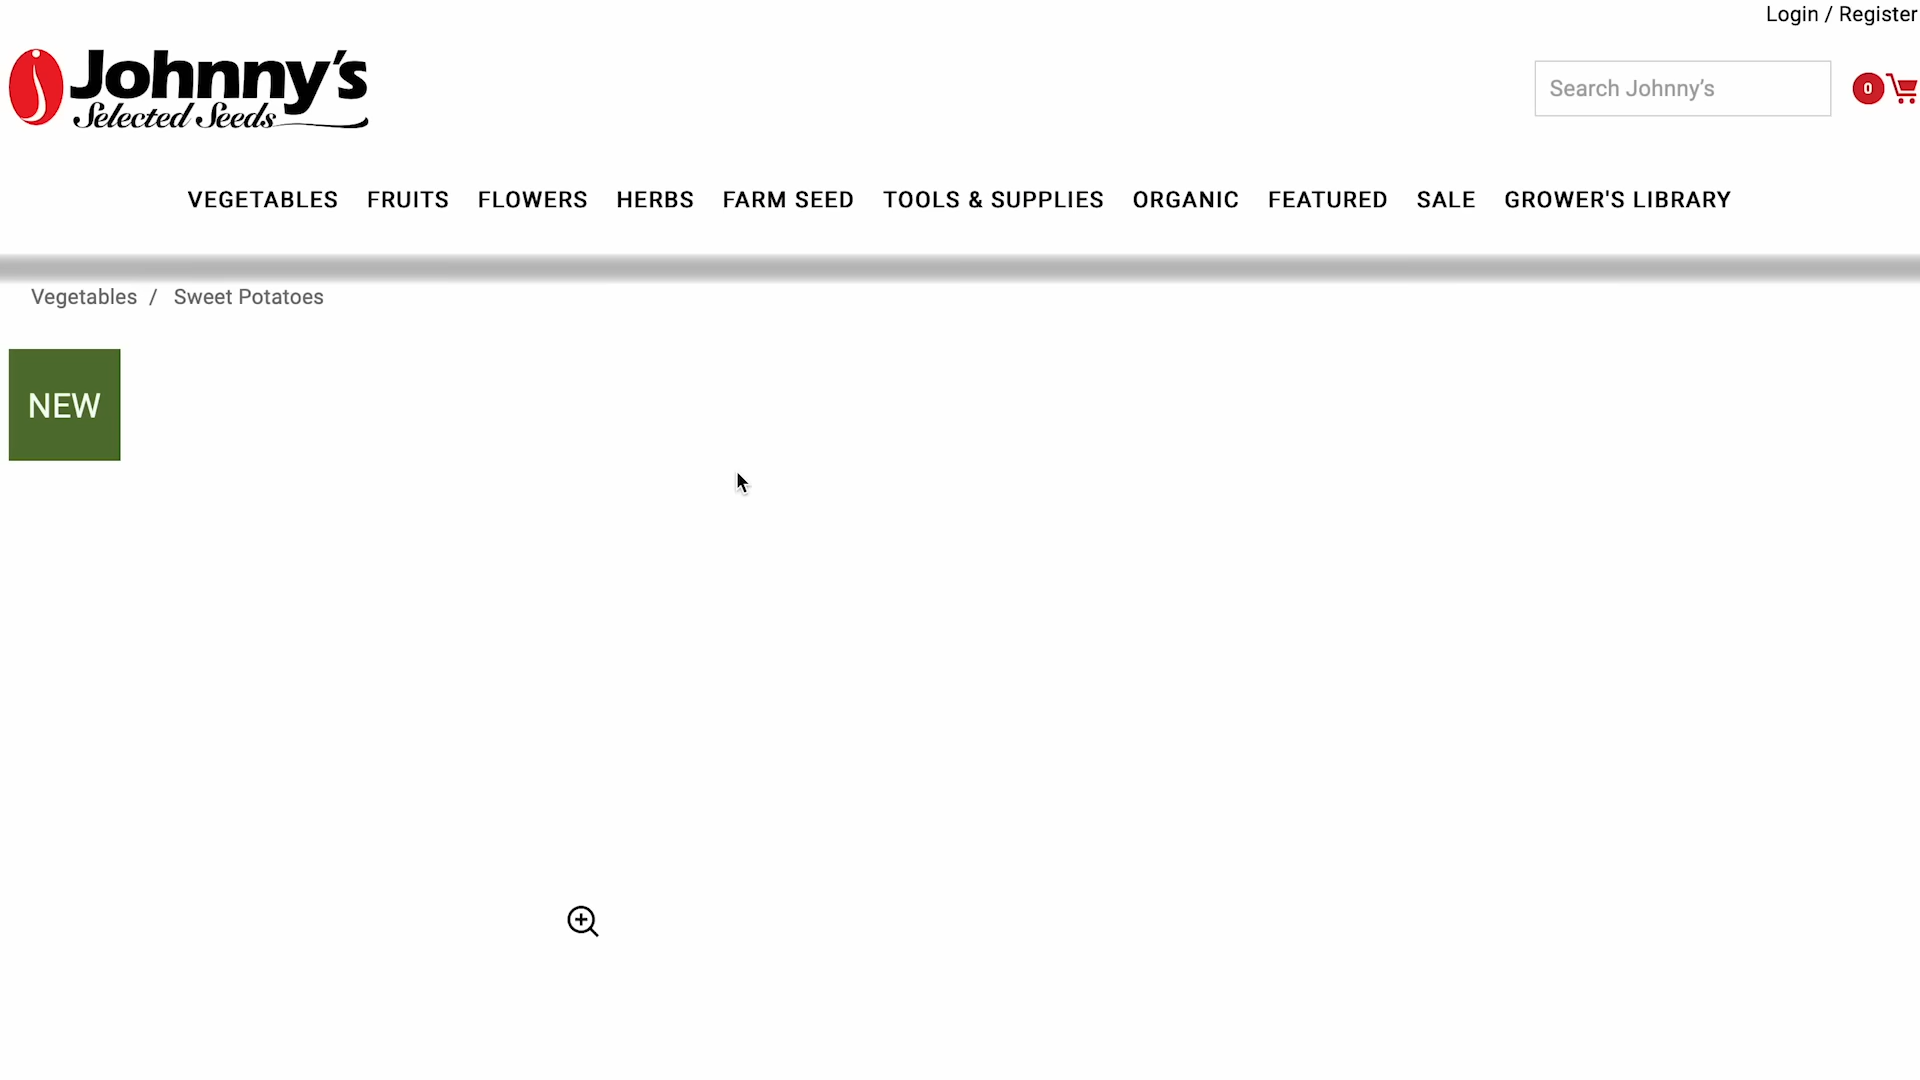 Login / Register
Johnny's
Selected Seeds
Search Johnny's
0
VEGETABLES FRUITS FLOWERS HERBS FARM SEED TOOLS & SUPPLIES ORGANIC FEATURED SALE GROWER'S LIBRARY
Vegetables / Sweet Potatoes
NEW